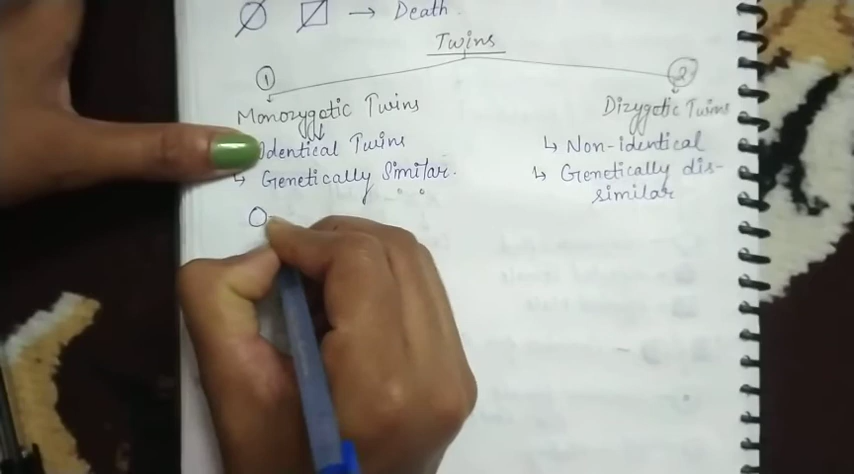 → Death
Twins
1
Monozygotic Twins
Identical Twins
↳ Genetically Similar.
2
Dizygotic Twins
↳ Non-identical
↳ Genetically dis-
similar